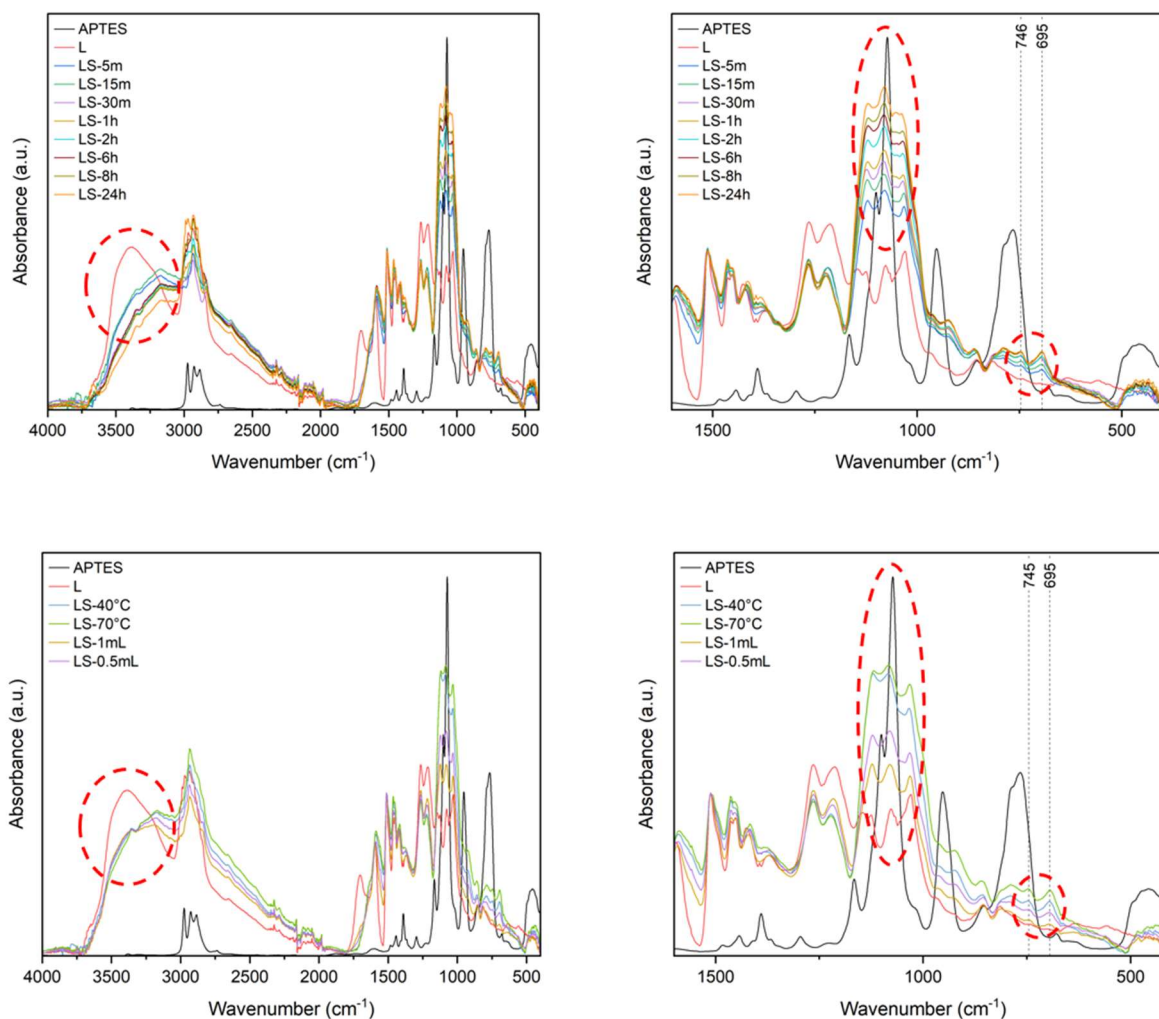 APTES
L
LS-5m
LS-15m
LS-30m
LS-1h
LS-2h
LS-6h
LS-8h
LS-24h
Absorbance (a.u.)
4000 3500 3000 2500 2000 1500 1000 500
Wavenumber (cm-1)
APTES
L
LS-5m
LS-15m
LS-30m
LS-1h
LS-2h
LS-6h
LS-8h
LS-24h
746
695
Absorbance (a.u.)
1500 1000 500
Wavenumber (cm-1)
APTES
L
LS-40°C
LS-70°C
LS-1mL
LS-0.5mL
Absorbance (a.u.)
4000 3500 3000 2500 2000 1500 1000 500
Wavenumber (cm-1)
APTES
L
LS-40°C
LS-70°C
LS-1mL
LS-0.5mL
745
695
Absorbance (a.u.)
1500 1000 500
Wavenumber (cm-1)